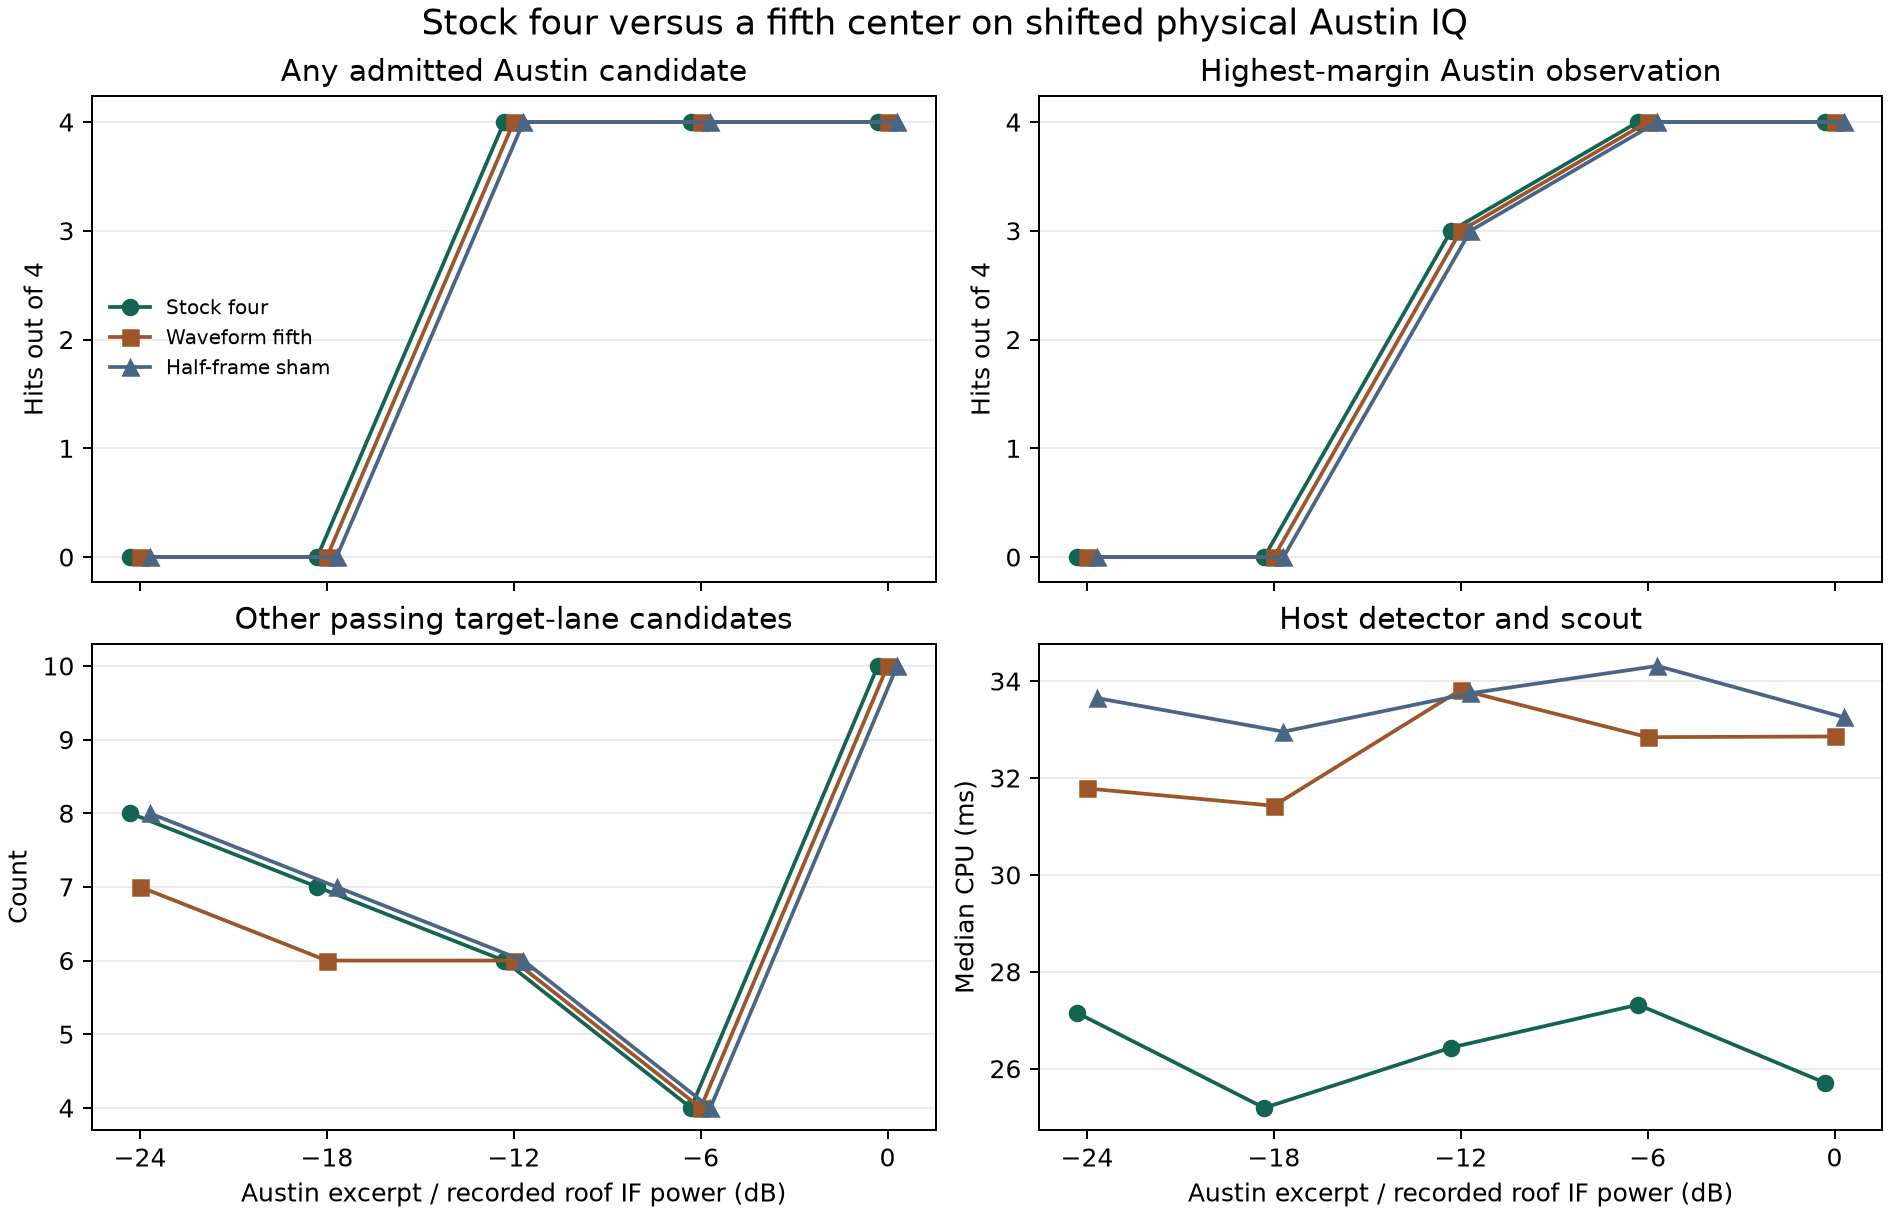 Stock four versus a fifth center on shifted physical Austin IQ
Any admitted Austin candidate
Hits out of 4
4
3
2
1
0
Stock four
Waveform fifth
Half-frame sham
Highest-margin Austin observation
Hits out of 4
4
3
2
1
0
Other passing target-lane candidates
Count
10
9
8
7
6
5
4
−24
−18
−12
−6
0
Austin excerpt / recorded roof IF power (dB)
Host detector and scout
Median CPU (ms)
34
32
30
28
26
−24
−18
−12
−6
0
Austin excerpt / recorded roof IF power (dB)